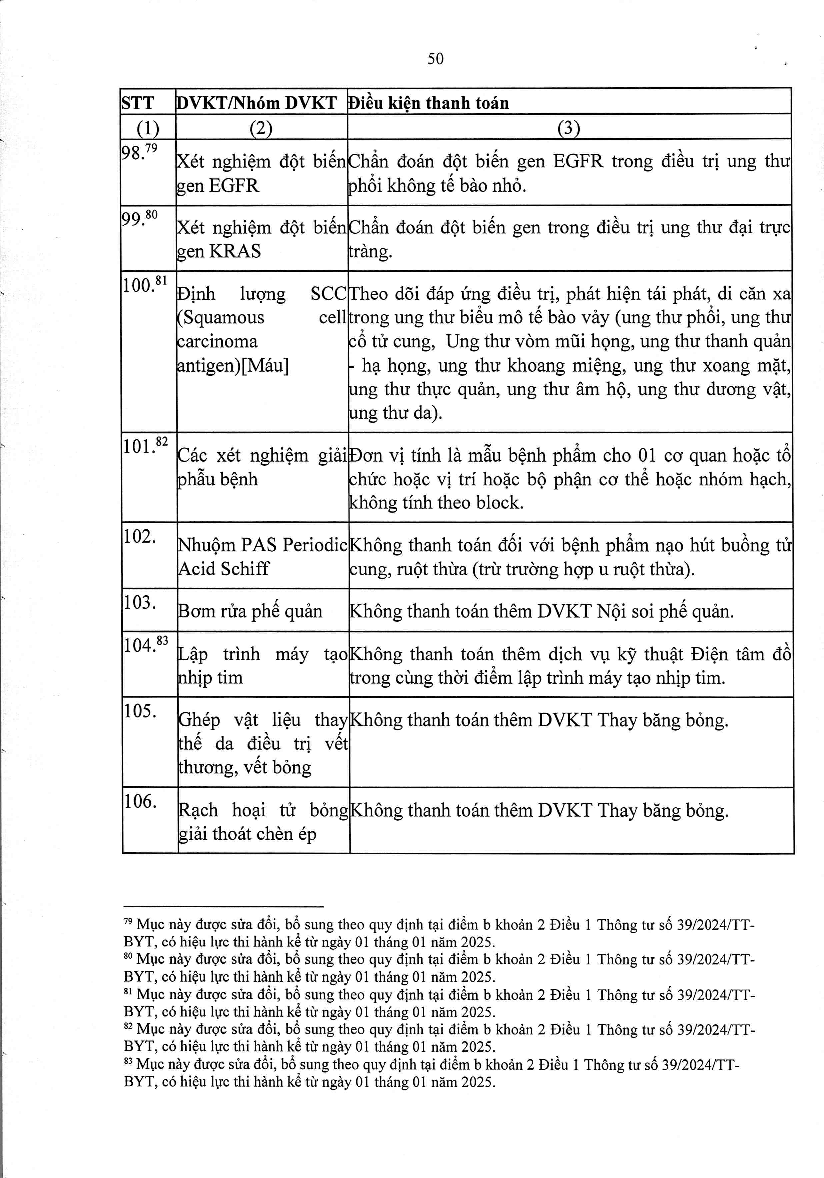 50
STT DVKT/Nhóm DVKT Điều kiện thanh toán
(1) (2) (3)
98.79 Xét nghiệm đột biến Chẩn đoán đột biến gen EGFR trong điều trị ung thư
gen EGFR phổi không tế bào nhỏ.
99.80 Xét nghiệm đột biến Chẩn đoán đột biến gen trong điều trị ung thư đại trực
gen KRAS tràng.
100.81 Định lượng SCC Theo dõi đáp ứng điều trị, phát hiện tái phát, di căn xa
(Squamous cell trong ung thư biểu mô tế bào vảy (ung thư phổi, ung thư
carcinoma cổ tử cung, Ung thư vòm mũi họng, ung thư thanh quản
antigen)[Máu] - hạ họng, ung thư khoang miệng, ung thư xoang mặt,
ung thư thực quản, ung thư âm hộ, ung thư dương vật,
ung thư da).
101.82 Các xét nghiệm giải Đơn vị tính là mẫu bệnh phẩm cho 01 cơ quan hoặc tổ
phẫu bệnh chức hoặc vị trí hoặc bộ phận cơ thể hoặc nhóm hạch,
không tính theo block.
102. Nhuộm PAS Periodic Không thanh toán đối với bệnh phẩm nạo hút buồng tử
Acid Schiff cung, ruột thừa (trừ trường hợp u ruột thừa).
103. Bơm rửa phế quản Không thanh toán thêm DVKT Nội soi phế quản.
104.83 Lập trình máy tạo Không thanh toán thêm dịch vụ kỹ thuật Điện tâm đồ
nhịp tim trong cùng thời điểm lập trình máy tạo nhịp tim.
105. Ghép vật liệu thay Không thanh toán thêm DVKT Thay băng bỏng.
thế da điều trị vết
thương, vết bỏng
106. Rạch hoại tử bỏng Không thanh toán thêm DVKT Thay băng bỏng.
giải thoát chèn ép
79 Mục này được sửa đổi, bổ sung theo quy định tại điểm b khoản 2 Điều 1 Thông tư số 39/2024/TT-
BYT, có hiệu lực thi hành kể từ ngày 01 tháng 01 năm 2025.
80 Mục này được sửa đổi, bổ sung theo quy định tại điểm b khoản 2 Điều 1 Thông tư số 39/2024/TT-
BYT, có hiệu lực thi hành kể từ ngày 01 tháng 01 năm 2025.
81 Mục này được sửa đổi, bổ sung theo quy định tại điểm b khoản 2 Điều 1 Thông tư số 39/2024/TT-
BYT, có hiệu lực thi hành kể từ ngày 01 tháng 01 năm 2025.
82 Mục này được sửa đổi, bổ sung theo quy định tại điểm b khoản 2 Điều 1 Thông tư số 39/2024/TT-
BYT, có hiệu lực thi hành kể từ ngày 01 tháng 01 năm 2025.
83 Mục này được sửa đổi, bổ sung theo quy định tại điểm b khoản 2 Điều 1 Thông tư số 39/2024/TT-
BYT, có hiệu lực thi hành kể từ ngày 01 tháng 01 năm 2025.